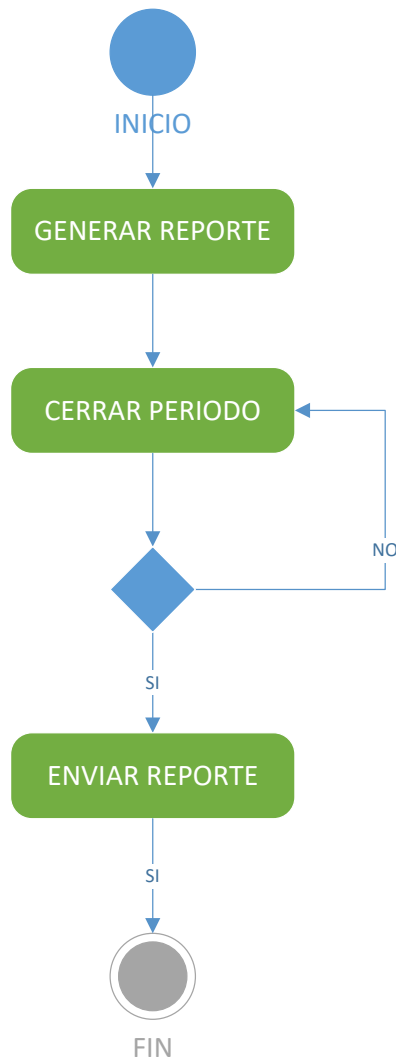 INICIO
GENERAR REPORTE
CERRAR PERIODO
NO
SI
ENVIAR REPORTE
SI
FIN